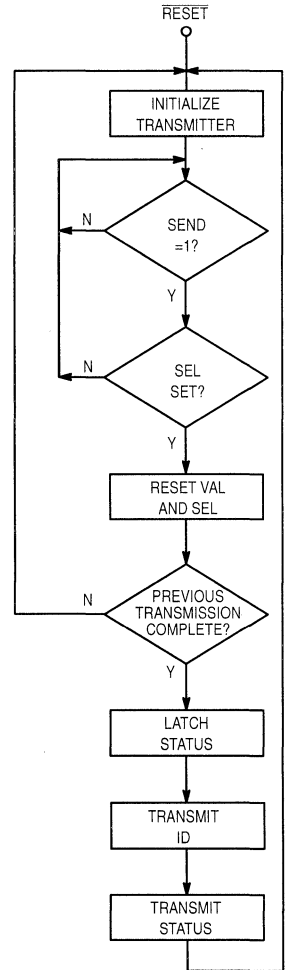 RESET
INITIALIZE
TRANSMITTER
SEND
=1?
N
Y
SEL
SET?
N
Y
RESET VAL
AND SEL
PREVIOUS
TRANSMISSION
COMPLETE?
N
Y
LATCH
STATUS
TRANSMIT
ID
TRANSMIT
STATUS